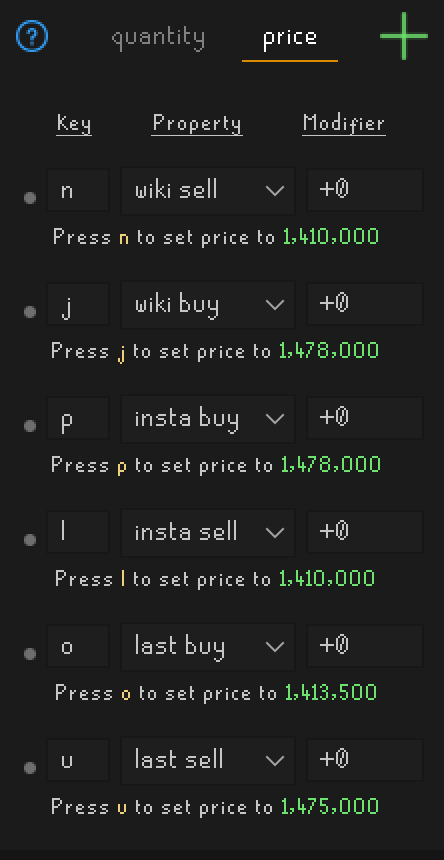 ? quantity price +
Key Property Modifier
n wiki sell +0
Press n to set price to 1,410,000
j wiki buy +0
Press j to set price to 1,478,000
p insta buy +0
Press p to set price to 1,478,000
l insta sell +0
Press l to set price to 1,410,000
o last buy +0
Press o to set price to 1,413,500
u last sell +0
Press u to set price to 1,475,000